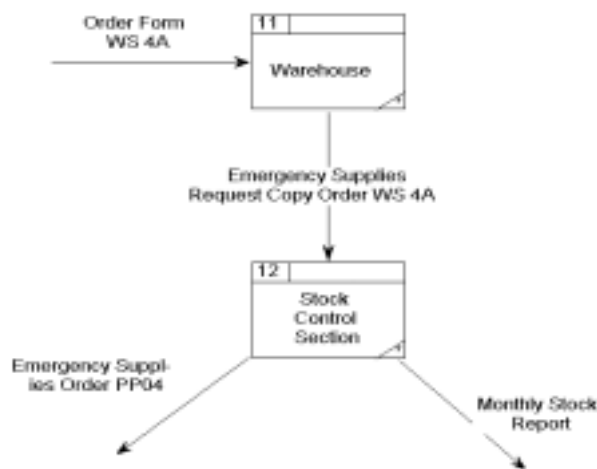 Order Form
WS 4A
11
Warehouse
*
Emergency Supplies
Request Copy Order WS 4A
12
Stock
Control
Section
*
Emergency Suppl-
ies Order PP04
Monthly Stock
Report